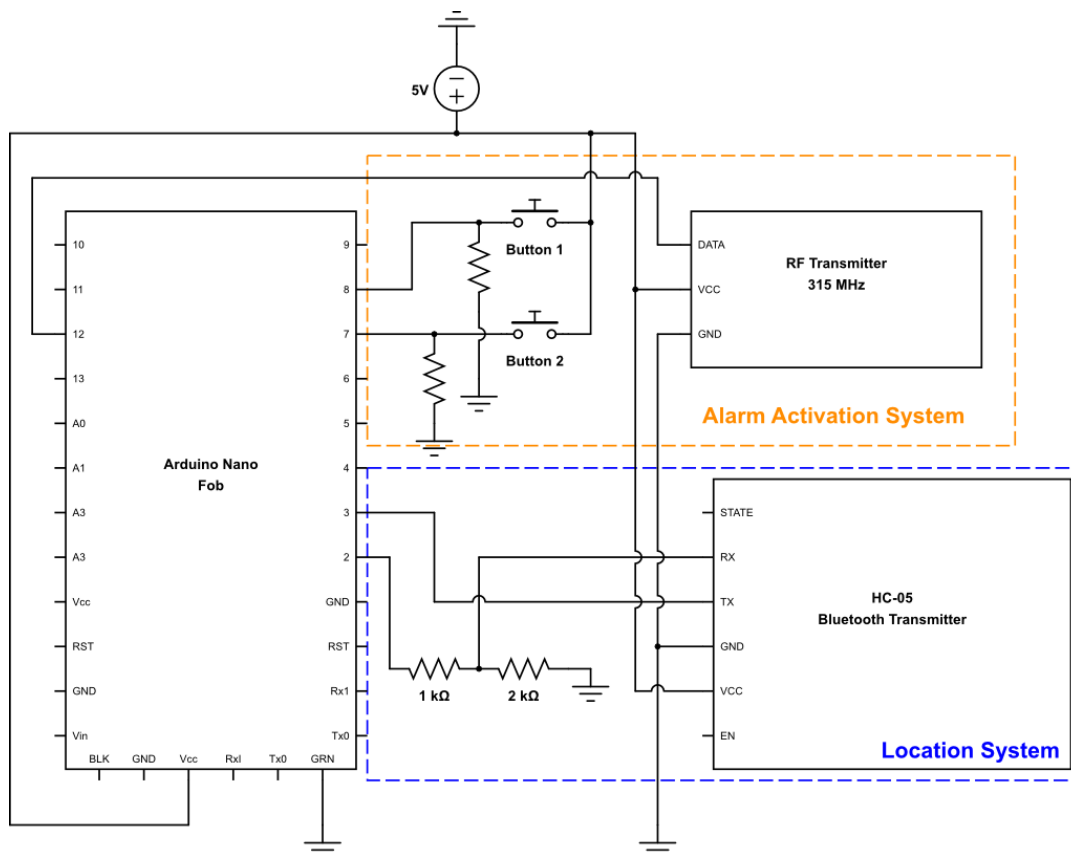 5V
10
11
12
13
A0
A1
A3
A3
Vcc
RST
GND
Vin
Arduino Nano
Fob
9
8
7
6
5
4
3
2
GND
RST
Rx1
Tx0
BLK
GND
Vcc
RxI
Tx0
GRN
Button 1
Button 2
DATA
VCC
GND
RF Transmitter
315 MHz
Alarm Activation System
1 kΩ
2 kΩ
STATE
RX
TX
GND
VCC
EN
HC-05
Bluetooth Transmitter
Location System